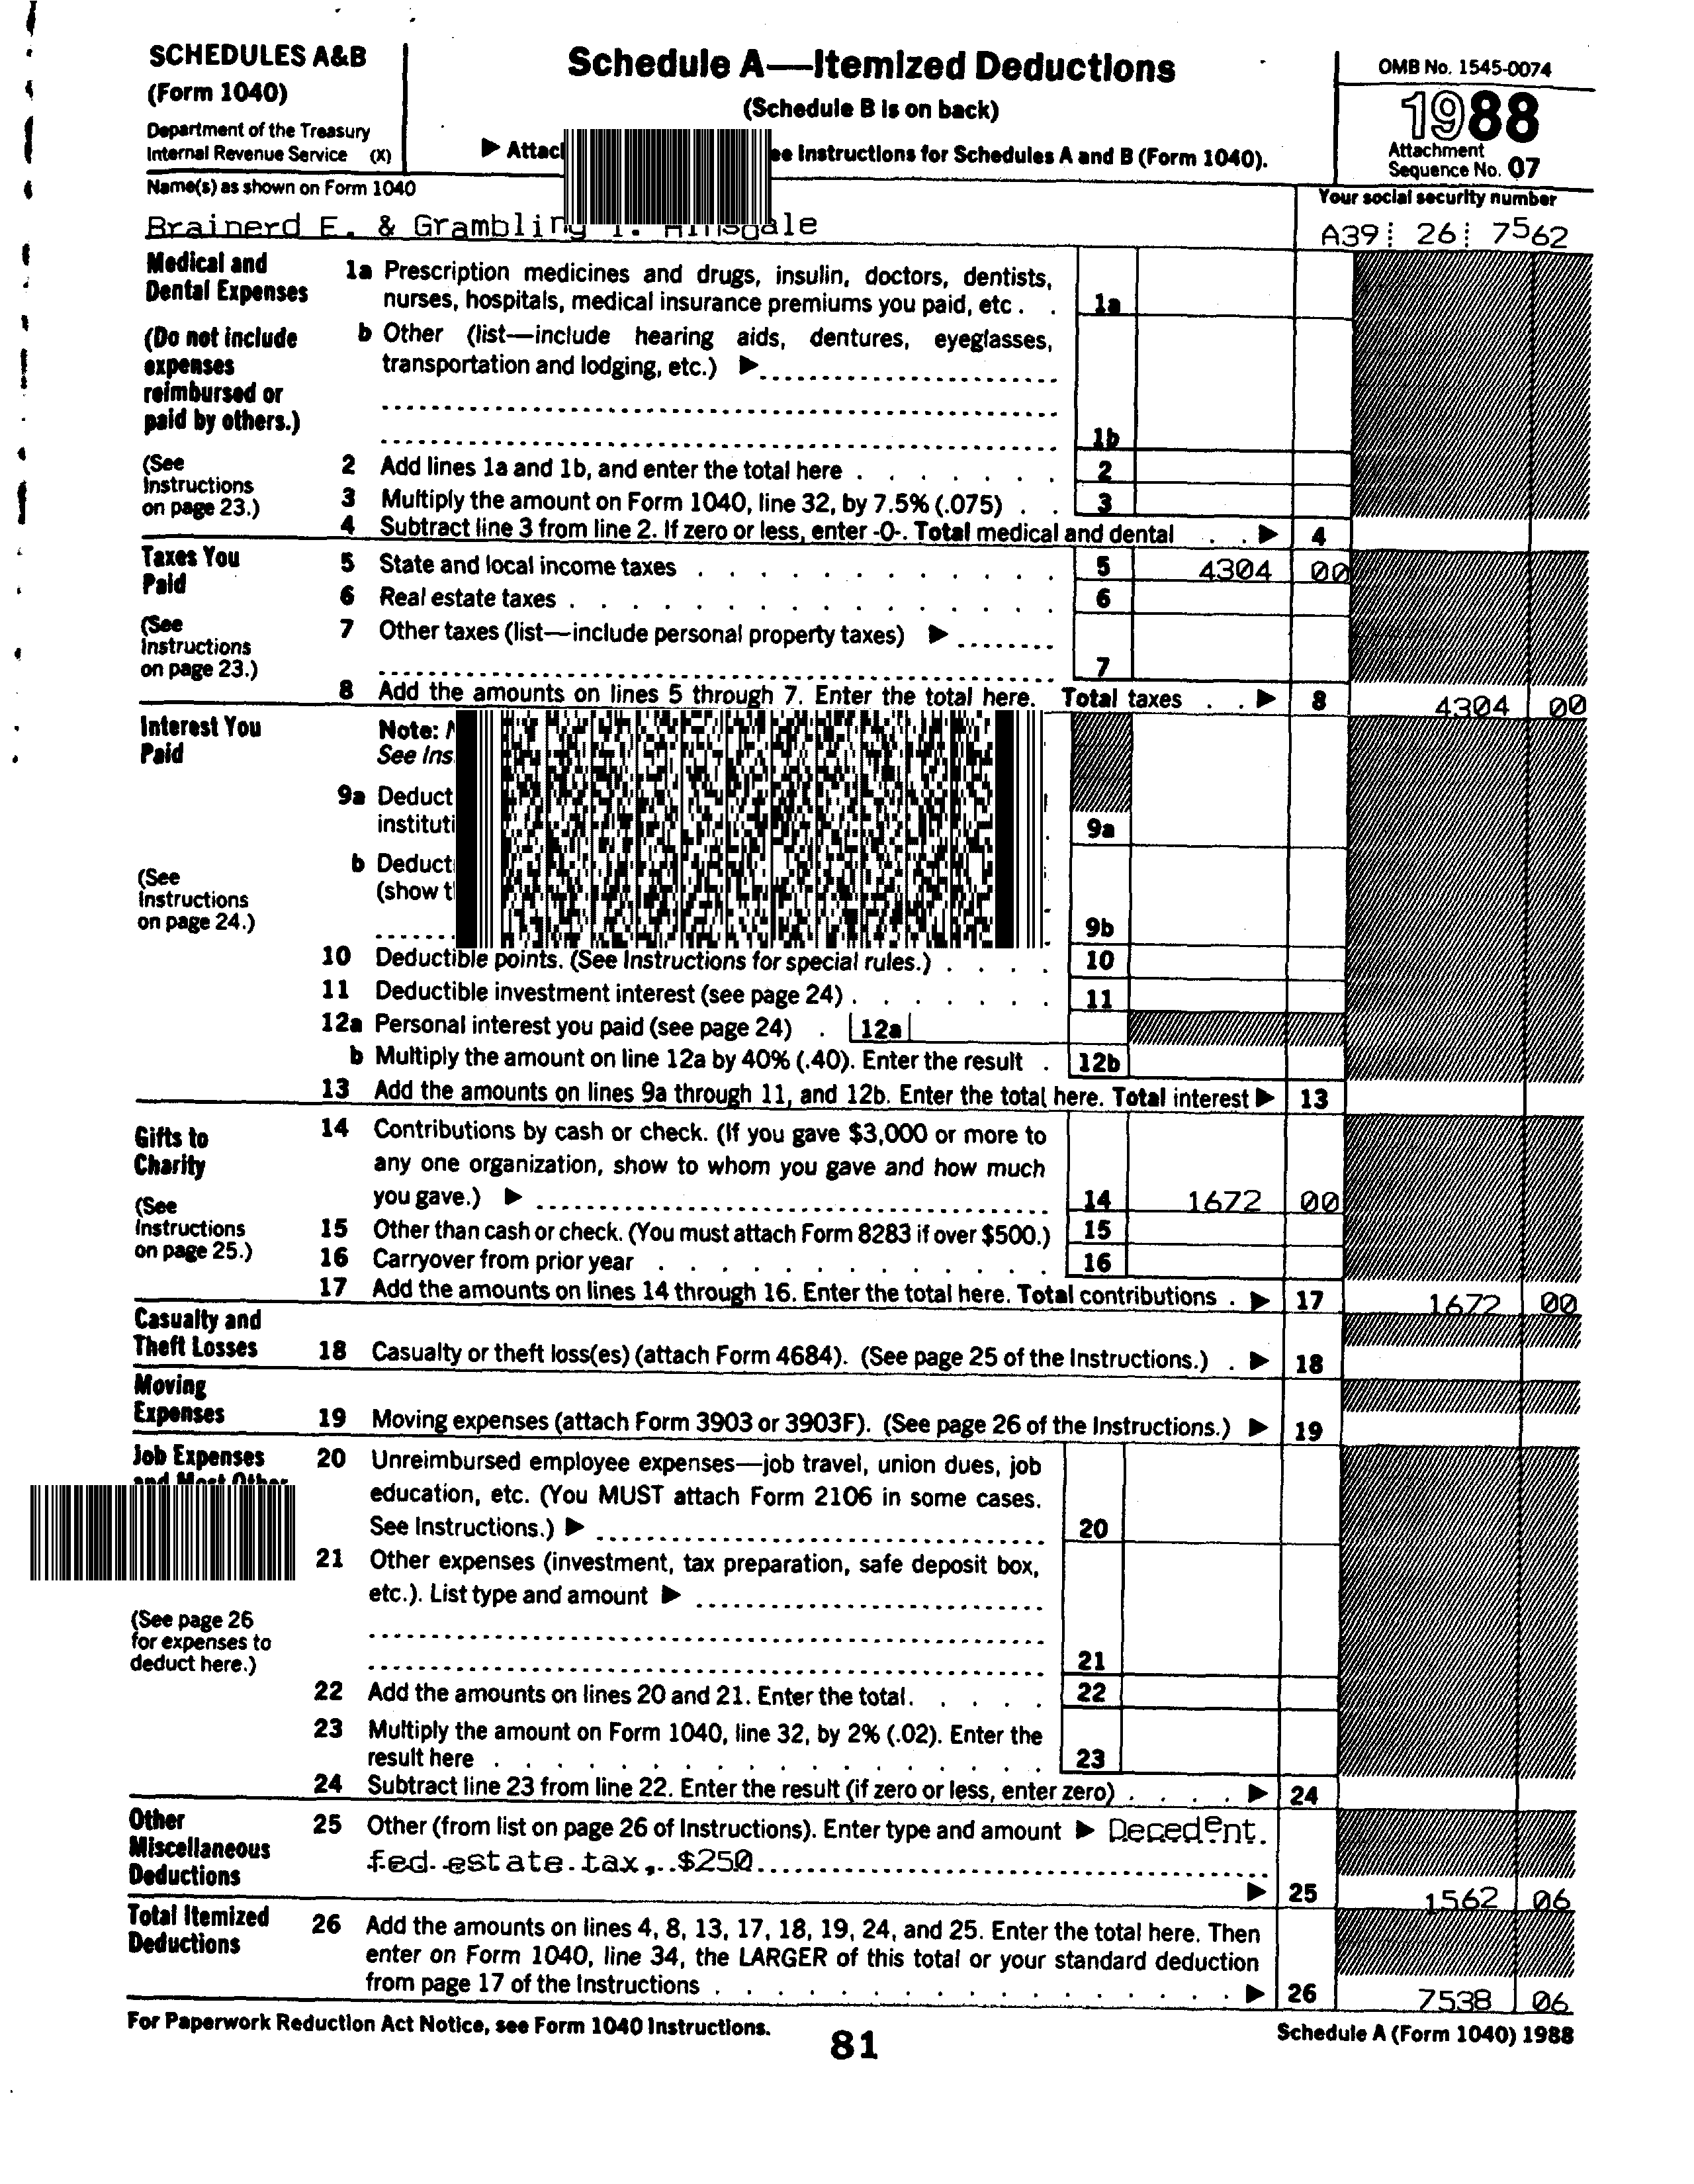 SCHEDULES A&B
(Form 1040)
Department of the Treasury
Internal Revenue Service (X)
Schedule A—Itemized Deductions
(Schedule B is on back)
▶ Instructions for Schedules A and B (Form 1040).
OMB No. 1545-0074
1988
Attachment
Sequence No. 07
Name(s) as shown on Form 1040
Brainerd E. &
Your social security number
A39 26 7562
Medical and
Dental Expenses
(Do not include
expenses
reimbursed or
paid by others.)
(See
Instructions
on page 23.)
1a Prescription medicines and drugs, insulin, doctors, dentists,
nurses, hospitals, medical insurance premiums you paid, etc . . 1a
b Other (list—include hearing aids, dentures, eyeglasses,
transportation and lodging, etc.) ▶
1b
2 Add lines 1a and 1b, and enter the total here . . . . . . 2
3 Multiply the amount on Form 1040, line 32, by 7.5% (.075) . . 3
4 Subtract line 3 from line 2. If zero or less, enter -0-. Total medical and dental . . ▶ 4
Taxes You
Paid
(See
Instructions
on page 23.)
5 State and local income taxes . . . . . . . . . . . . 5 4304 00
6 Real estate taxes . . . . . . . . . . . . . . . . 6
7 Other taxes (list—include personal property taxes) ▶
7
8 Add the amounts on lines 5 through 7. Enter the total here. Total taxes . . ▶ 8 4304 00
Interest You
Paid
(See
Instructions
on page 24.)
Note:
See
9a
9a
b
(show
9b
10 Deductible points. (See Instructions for special rules.) . . . . 10
11 Deductible investment interest (see page 24) . . . . . . . 11
12a Personal interest you paid (see page 24) . 12a
b Multiply the amount on line 12a by 40% (.40). Enter the result . 12b
13 Add the amounts on lines 9a through 11, and 12b. Enter the total here. Total interest ▶ 13
Gifts to
Charity
(See
Instructions
on page 25.)
14 Contributions by cash or check. (If you gave $3,000 or more to
any one organization, show to whom you gave and how much
you gave.) ▶ 14 1672 00
15 Other than cash or check. (You must attach Form 8283 if over $500.) 15
16 Carryover from prior year . . . . . . . . . . . . . 16
17 Add the amounts on lines 14 through 16. Enter the total here. Total contributions . ▶ 17 1672 00
Casualty and
Theft Losses
18 Casualty or theft loss(es) (attach Form 4684). (See page 25 of the Instructions.) . ▶ 18
Moving
Expenses
19 Moving expenses (attach Form 3903 or 3903F). (See page 26 of the Instructions.) ▶ 19
Job Expenses
and Most Other
(See page 26
for expenses to
deduct here.)
20 Unreimbursed employee expenses—job travel, union dues, job
education, etc. (You MUST attach Form 2106 in some cases.
See Instructions.) ▶ 20
21 Other expenses (investment, tax preparation, safe deposit box,
etc.). List type and amount ▶
21
22 Add the amounts on lines 20 and 21. Enter the total. . . . . 22
23 Multiply the amount on Form 1040, line 32, by 2% (.02). Enter the
result here . . . . . . . . . . . . . . . . . 23
24 Subtract line 23 from line 22. Enter the result (if zero or less, enter zero) . . . . ▶ 24
Other
Miscellaneous
Deductions
25 Other (from list on page 26 of Instructions). Enter type and amount ▶ Decedent.
fed estate tax, $250
▶ 25 1562 06
Total Itemized
Deductions
26 Add the amounts on lines 4, 8, 13, 17, 18, 19, 24, and 25. Enter the total here. Then
enter on Form 1040, line 34, the LARGER of this total or your standard deduction
from page 17 of the Instructions . . . . . . . . . . . . . . . . ▶ 26 7538 06
For Paperwork Reduction Act Notice, see Form 1040 Instructions.
81
Schedule A (Form 1040) 1988